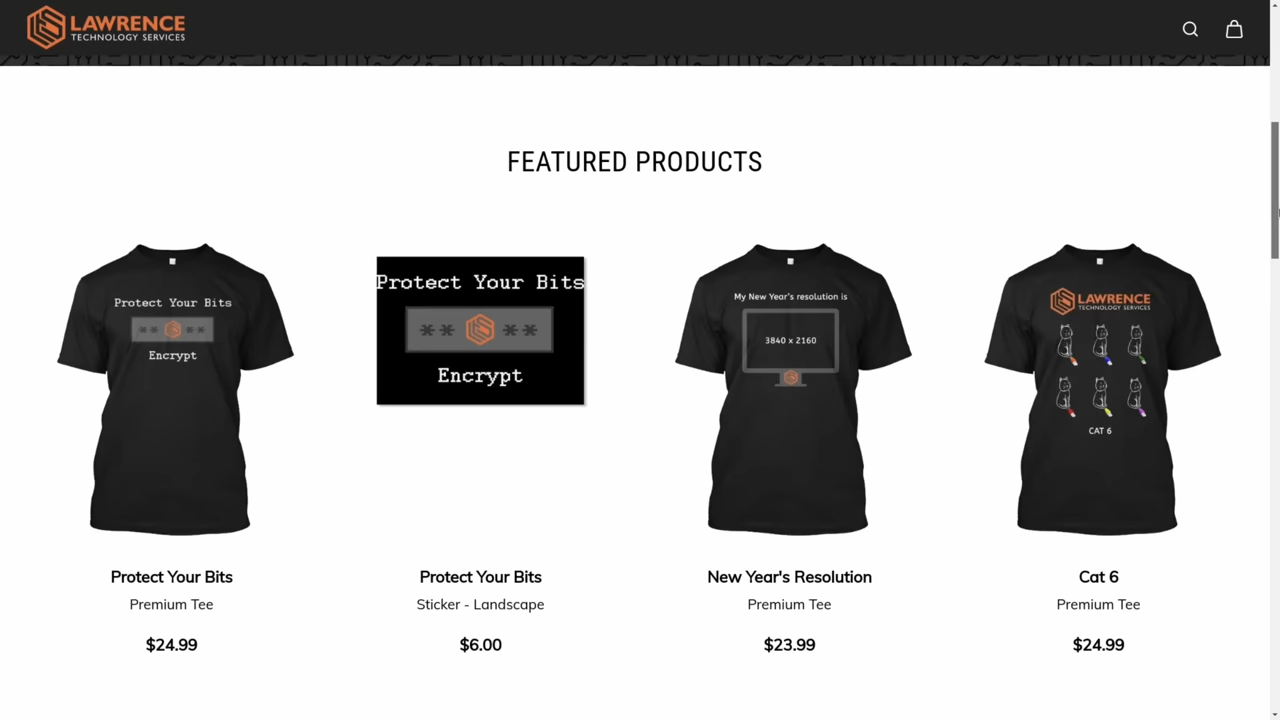 LAWRENCE
TECHNOLOGY SERVICES
FEATURED PRODUCTS
Protect Your Bits
** **
Encrypt
Protect Your Bits
** **
Encrypt
My New Year's resolution is
3840 x 2160
LAWRENCE
TECHNOLOGY SERVICES
CAT 6
Protect Your Bits
Premium Tee
$24.99
Protect Your Bits
Sticker - Landscape
$6.00
New Year's Resolution
Premium Tee
$23.99
Cat 6
Premium Tee
$24.99